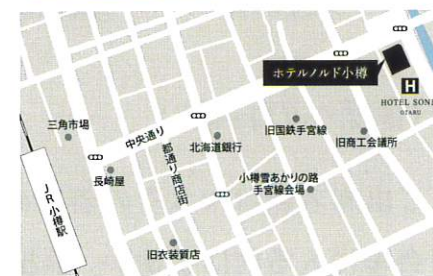 ホテルノルド小樽
H
HOTEL SONIA
OTARU
三角市場
中央通り
都通り商店街
北海道銀行
旧国鉄手宮線
旧商工会議所
長崎屋
JR小樽駅
小樽雪あかりの路
手宮線会場
旧衣装質店